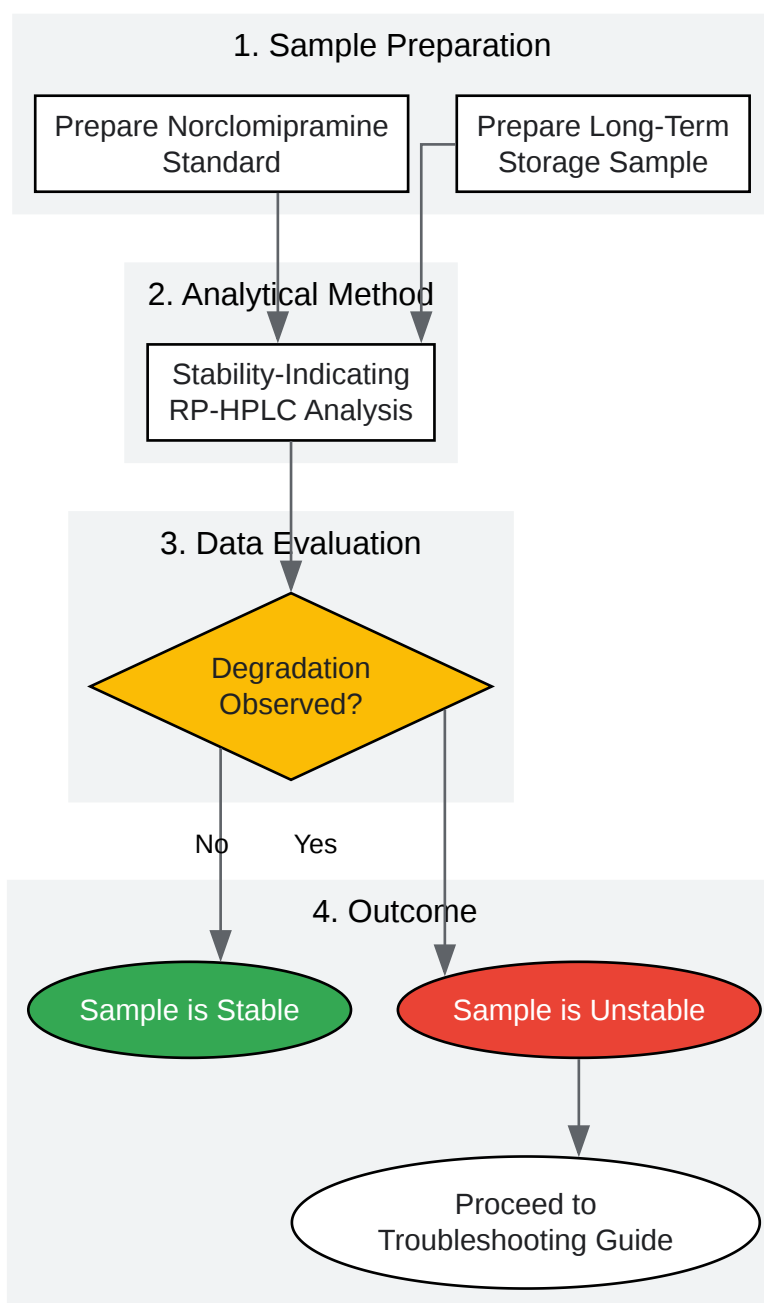 1. Sample Preparation
Prepare Norclomipramine
Standard
Prepare Long-Term
Storage Sample
2. Analytical Method
Stability-Indicating
RP-HPLC Analysis
3. Data Evaluation
Degradation
Observed?
No
Yes
4. Outcome
Sample is Stable
Sample is Unstable
Proceed to
Troubleshooting Guide